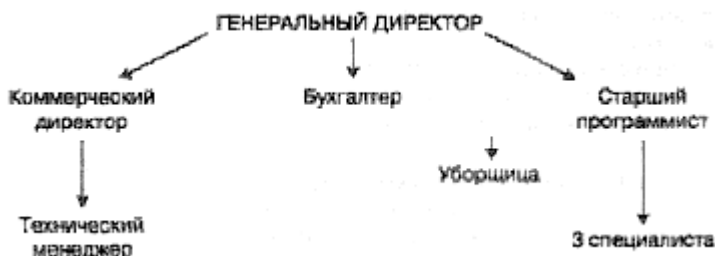 ГЕНЕРАЛЬНЫЙ ДИРЕКТОР
Коммерческий
директор
Бухгалтер
Старший
программист
Уборщица
Технический
менеджер
3 специалиста